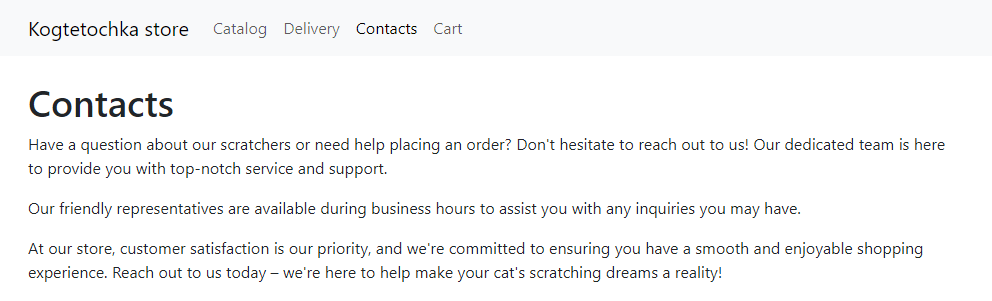 Kogtetochka store Catalog Delivery Contacts Cart
Contacts
Have a question about our scratchers or need help placing an order? Don't hesitate to reach out to us! Our dedicated team is here
to provide you with top-notch service and support.
Our friendly representatives are available during business hours to assist you with any inquiries you may have.
At our store, customer satisfaction is our priority, and we're committed to ensuring you have a smooth and enjoyable shopping
experience. Reach out to us today – we're here to help make your cat's scratching dreams a reality!